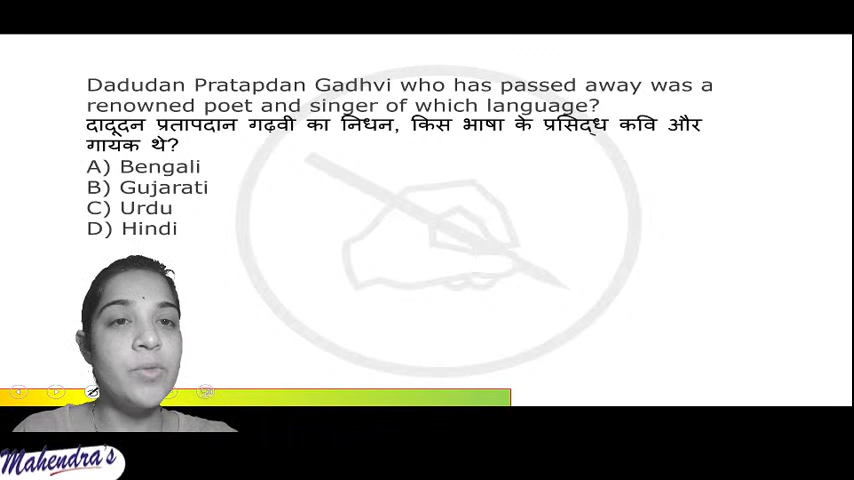 Dadudan Pratapdan Gadhvi who has passed away was a
renowned poet and singer of which language?
दादूदन प्रतापदान गढ़वी का निधन, किस भाषा के प्रसिद्ध कवि और
गायक थे?
A) Bengali
B) Gujarati
C) Urdu
D) Hindi
Mahendra's